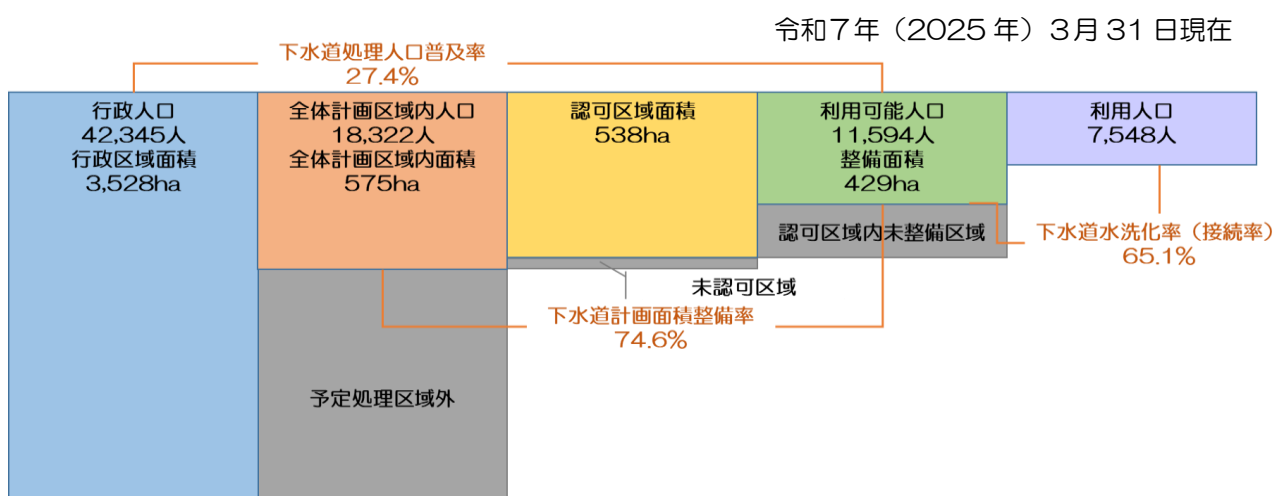 令和７年（2025 年）３月 31 日現在
下水道処理人口普及率
27.4%
行政人口
42,345人
行政区域面積
3,528ha
全体計画区域内人口
18,322人
全体計画区域内面積
575ha
認可区域面積
538ha
利用可能人口
11,594人
整備面積
429ha
利用人口
7,548人
認可区域内未整備区域
下水道水洗化率（接続率）
65.1%
未認可区域
下水道計画面積整備率
74.6%
予定処理区域外